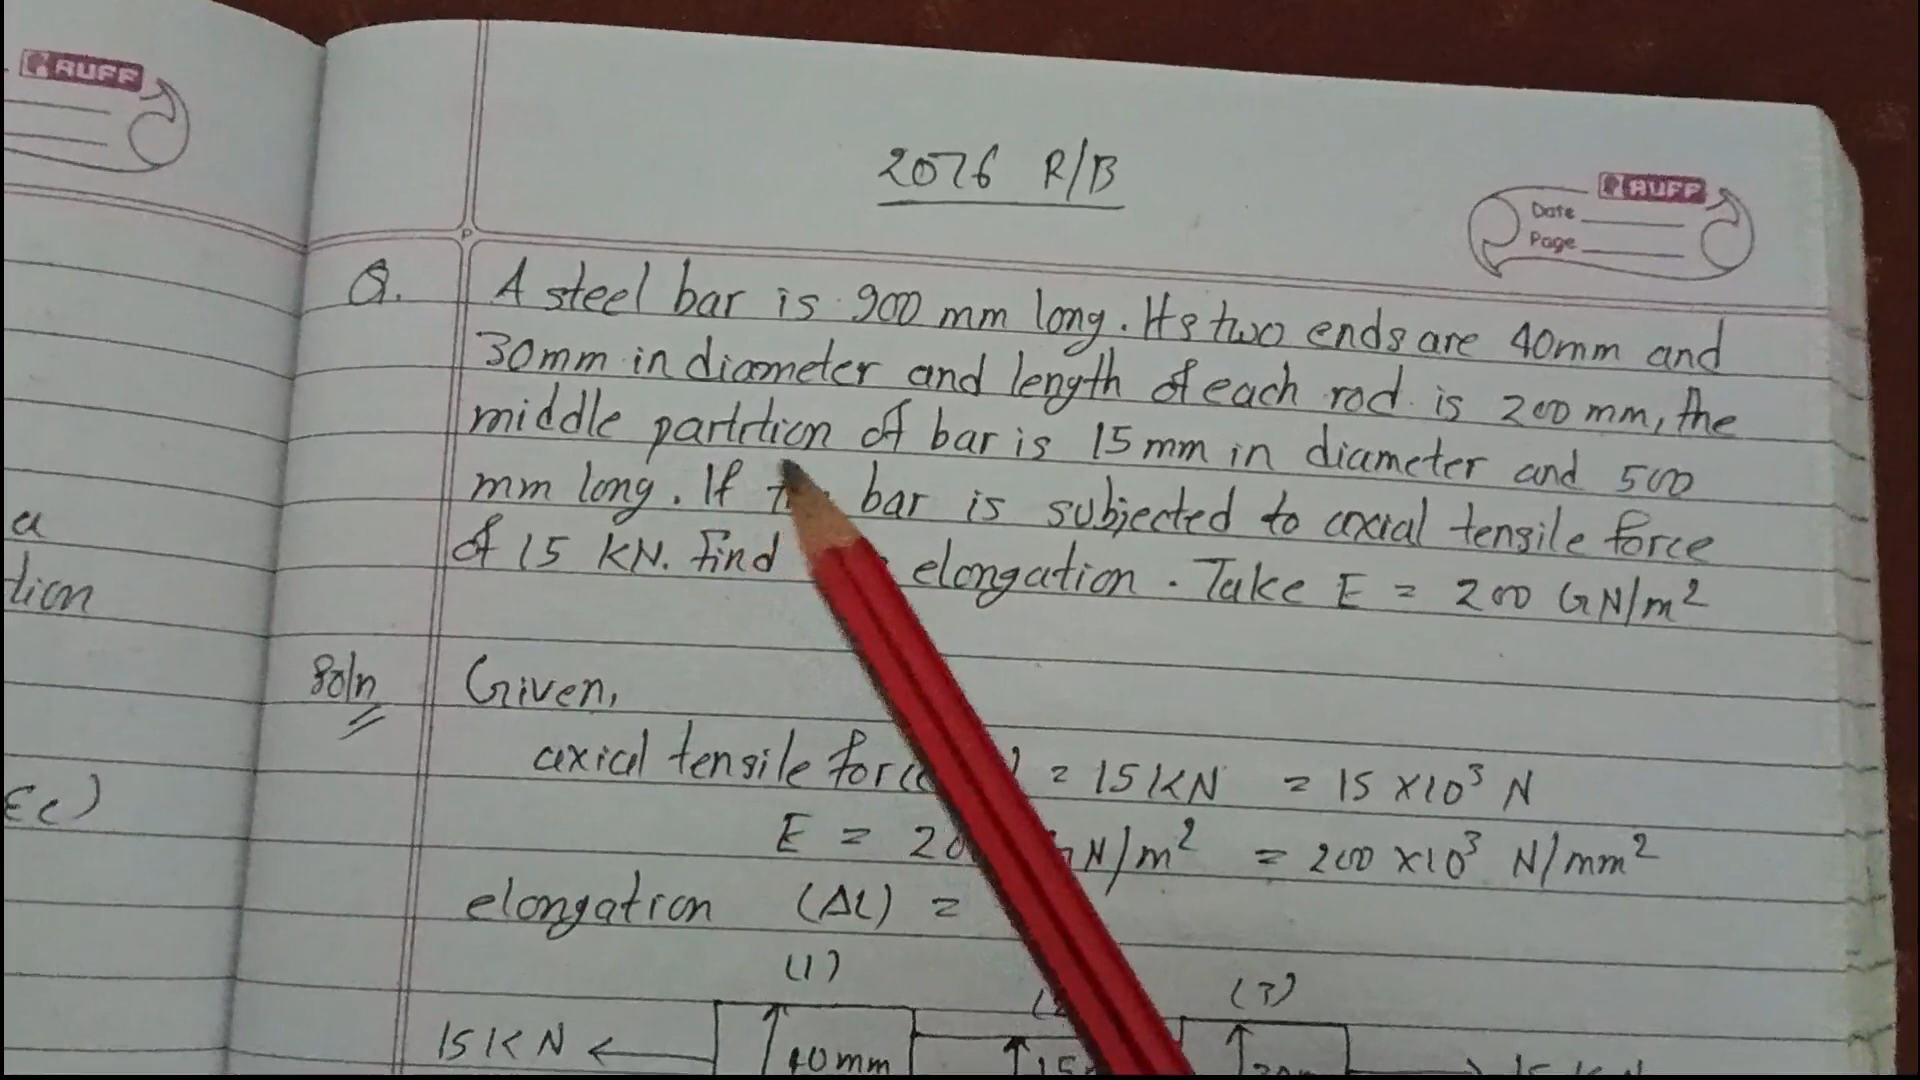 RUFF
2076 R/B
RUFF
Date
Page
P
Q. A steel bar is 900 mm long. Its two ends are 40mm and
30mm in diameter and length of each rod is 200 mm, the
middle partition of bar is 15 mm in diameter and 500
mm long. If bar is subjected to axial tensile force
of 15 KN. Find elongation. Take E = 200 GN/m²
a
tion
Soln Given,
axial tensile force = 15 KN = 15 ×10³ N
Ec)
E = 20 N/m² = 200 ×10³ N/mm²
elongation (ΔL) =
(1) (3)
15 KN 40mm 15 15 KN